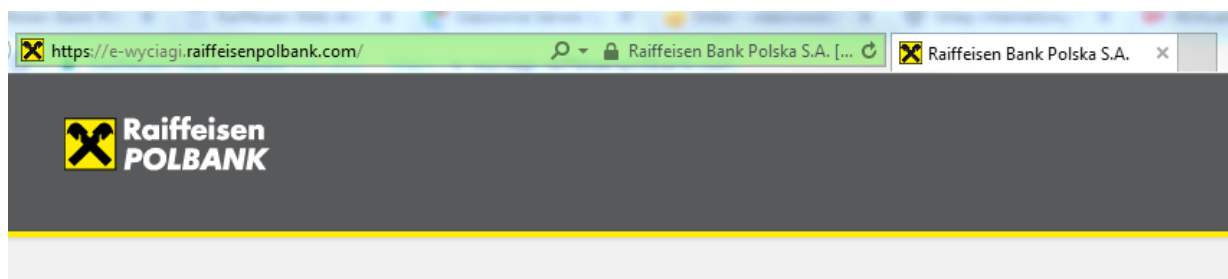 https://e-wyciagi.raiffeisenpolbank.com/ Raiffeisen Bank Polska S.A. [... Raiffeisen Bank Polska S.A.
Raiffeisen
POLBANK